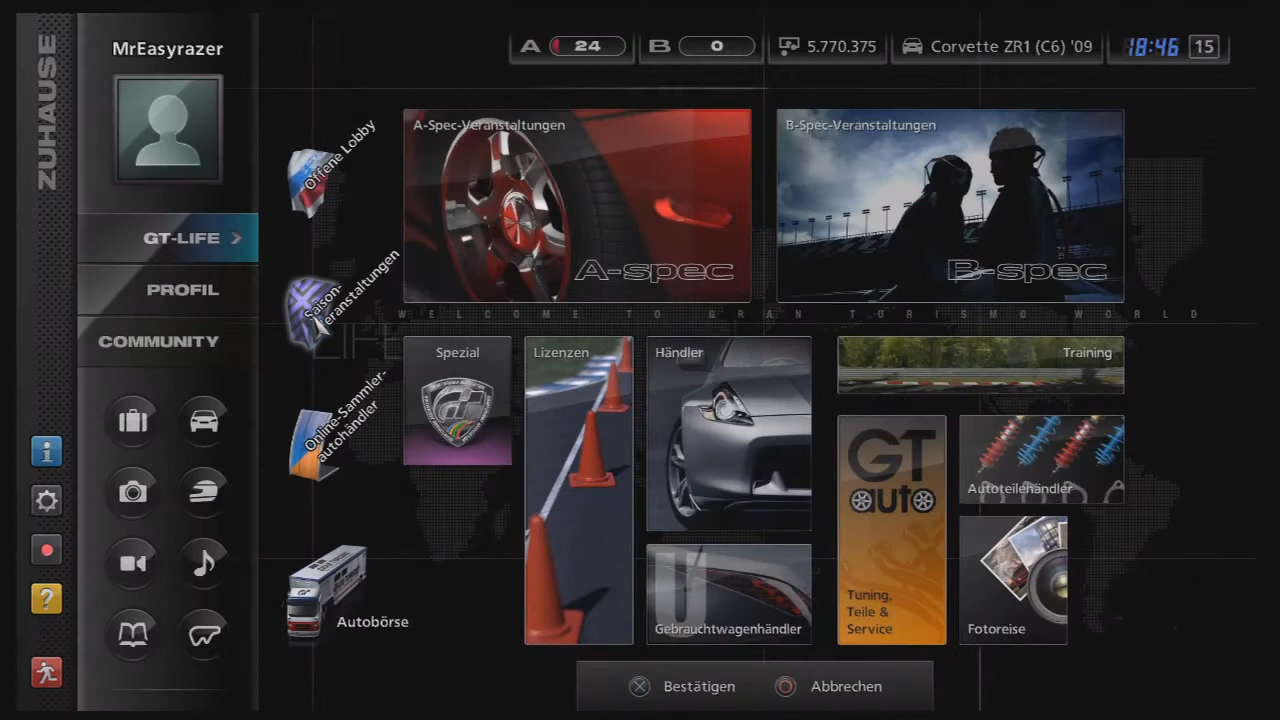 ZUHAUSE
MrEasyrazer
A 24
B 0
5.770.375
Corvette ZR1 (C6) '09
18:46 15
GT-LIFE
PROFIL
COMMUNITY
Offene Lobby
Saison-
veranstaltungen
Online-Sammler-
autohändler
Autobörse
A-Spec-Veranstaltungen
A-spec
B-Spec-Veranstaltungen
B-spec
WELCOME TO GRAN TURISMO WORLD
Spezial
Lizenzen
Händler
Training
GT
auto
Tuning,
Teile &
Service
Autoteilehändler
U
Gebrauchtwagenhändler
Fotoreise
Bestätigen
Abbrechen